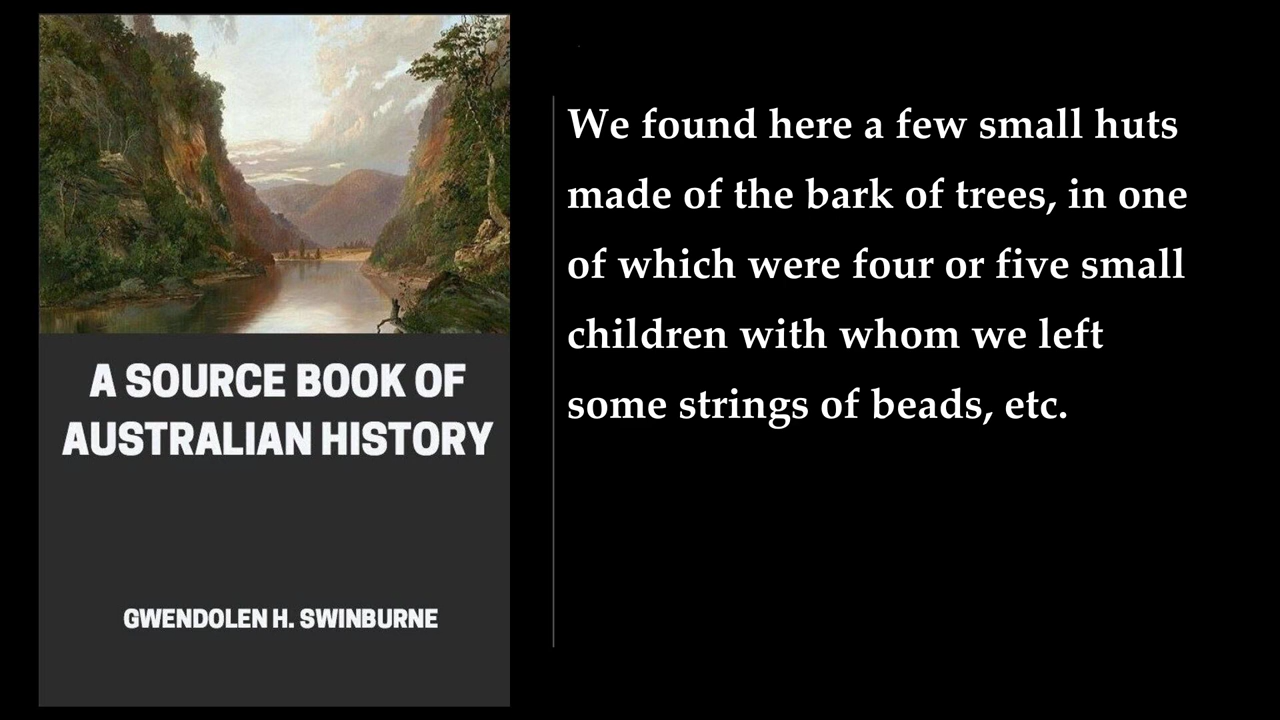 A SOURCE BOOK OF
AUSTRALIAN HISTORY
GWENDOLEN H. SWINBURNE
We found here a few small huts
made of the bark of trees, in one
of which were four or five small
children with whom we left
some strings of beads, etc.